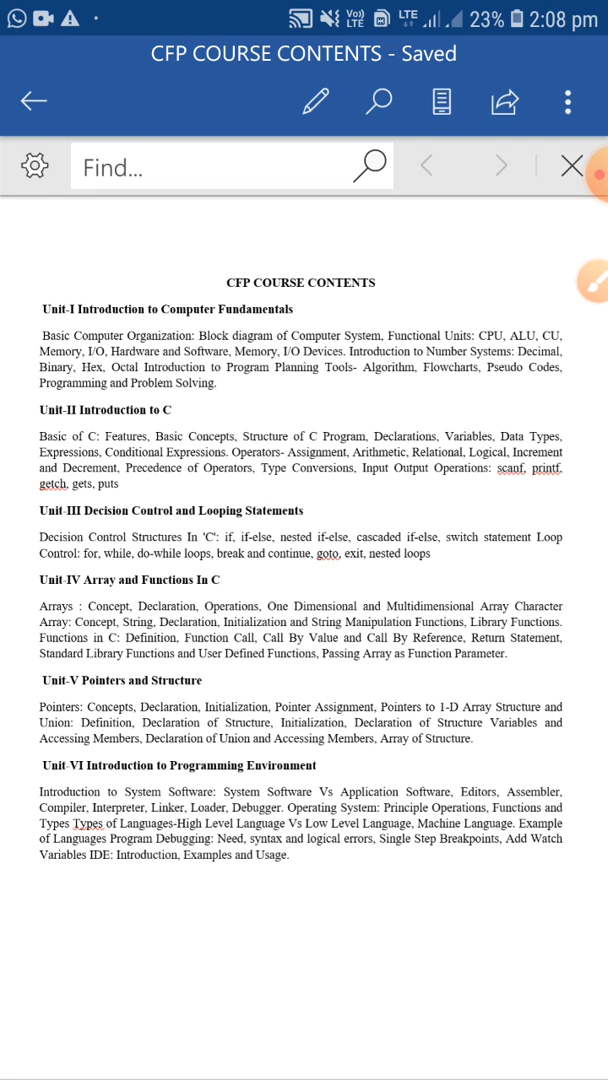 VoD LTE LTE 23% 2:08 pm
CFP COURSE CONTENTS - Saved
Find...
CFP COURSE CONTENTS
Unit-I Introduction to Computer Fundamentals
Basic Computer Organization: Block diagram of Computer System, Functional Units: CPU, ALU, CU,
Memory, I/O, Hardware and Software, Memory, I/O Devices. Introduction to Number Systems: Decimal,
Binary, Hex, Octal Introduction to Program Planning Tools- Algorithm, Flowcharts, Pseudo Codes,
Programming and Problem Solving.
Unit-II Introduction to C
Basic of C: Features, Basic Concepts, Structure of C Program, Declarations, Variables, Data Types,
Expressions, Conditional Expressions. Operators- Assignment, Arithmetic, Relational, Logical, Increment
and Decrement, Precedence of Operators, Type Conversions, Input Output Operations: scanf, printf,
getch, gets, puts
Unit-III Decision Control and Looping Statements
Decision Control Structures In 'C': if, if-else, nested if-else, cascaded if-else, switch statement Loop
Control: for, while, do-while loops, break and continue, goto, exit, nested loops
Unit-IV Array and Functions In C
Arrays : Concept, Declaration, Operations, One Dimensional and Multidimensional Array Character
Array: Concept, String, Declaration, Initialization and String Manipulation Functions, Library Functions.
Functions in C: Definition, Function Call, Call By Value and Call By Reference, Return Statement,
Standard Library Functions and User Defined Functions, Passing Array as Function Parameter.
Unit-V Pointers and Structure
Pointers: Concepts, Declaration, Initialization, Pointer Assignment, Pointers to 1-D Array Structure and
Union: Definition, Declaration of Structure, Initialization, Declaration of Structure Variables and
Accessing Members, Declaration of Union and Accessing Members, Array of Structure.
Unit-VI Introduction to Programming Environment
Introduction to System Software: System Software Vs Application Software, Editors, Assembler,
Compiler, Interpreter, Linker, Loader, Debugger. Operating System: Principle Operations, Functions and
Types Types of Languages-High Level Language Vs Low Level Language, Machine Language. Example
of Languages Program Debugging: Need, syntax and logical errors, Single Step Breakpoints, Add Watch
Variables IDE: Introduction, Examples and Usage.